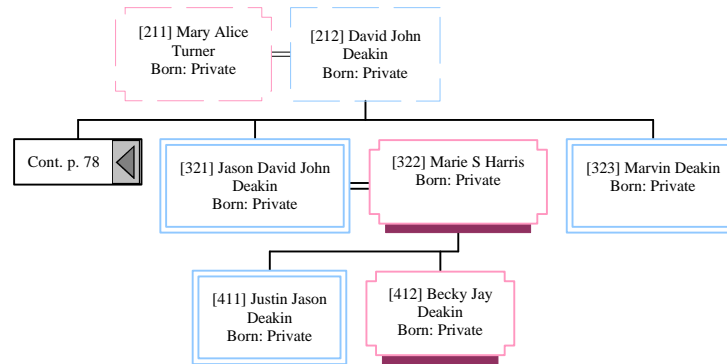 [211] Mary Alice
Turner
Born: Private
[212] David John
Deakin
Born: Private
Cont. p. 78
[321] Jason David John
Deakin
Born: Private
[322] Marie S Harris
Born: Private
[323] Marvin Deakin
Born: Private
[411] Justin Jason
Deakin
Born: Private
[412] Becky Jay
Deakin
Born: Private